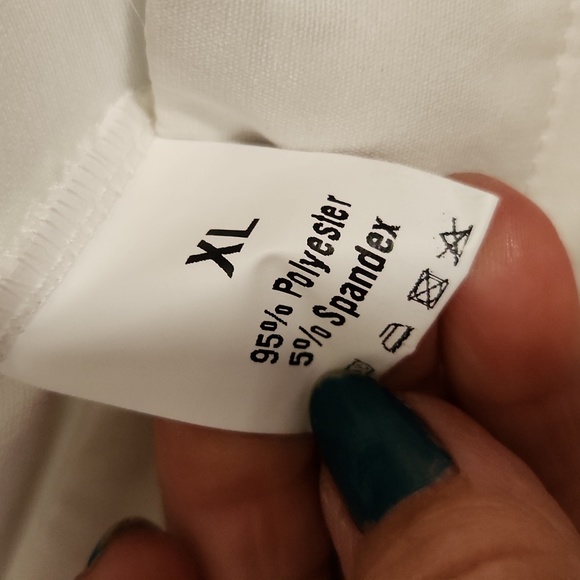 XL
95% Polyester
5% Spandex